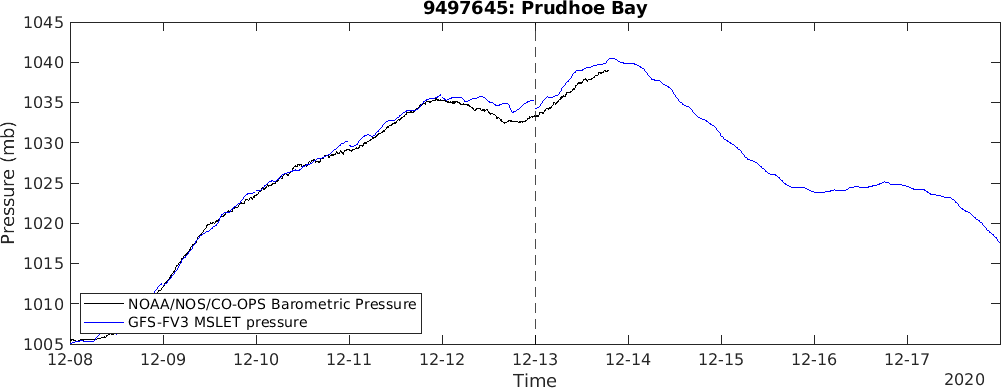 9497645: Prudhoe Bay
Pressure (mb)
1045
1040
1035
1030
1025
1020
1015
1010
1005
NOAA/NOS/CO-OPS Barometric Pressure
GFS-FV3 MSLET pressure
12-08 12-09 12-10 12-11 12-12 12-13 12-14 12-15 12-16 12-17
Time
2020